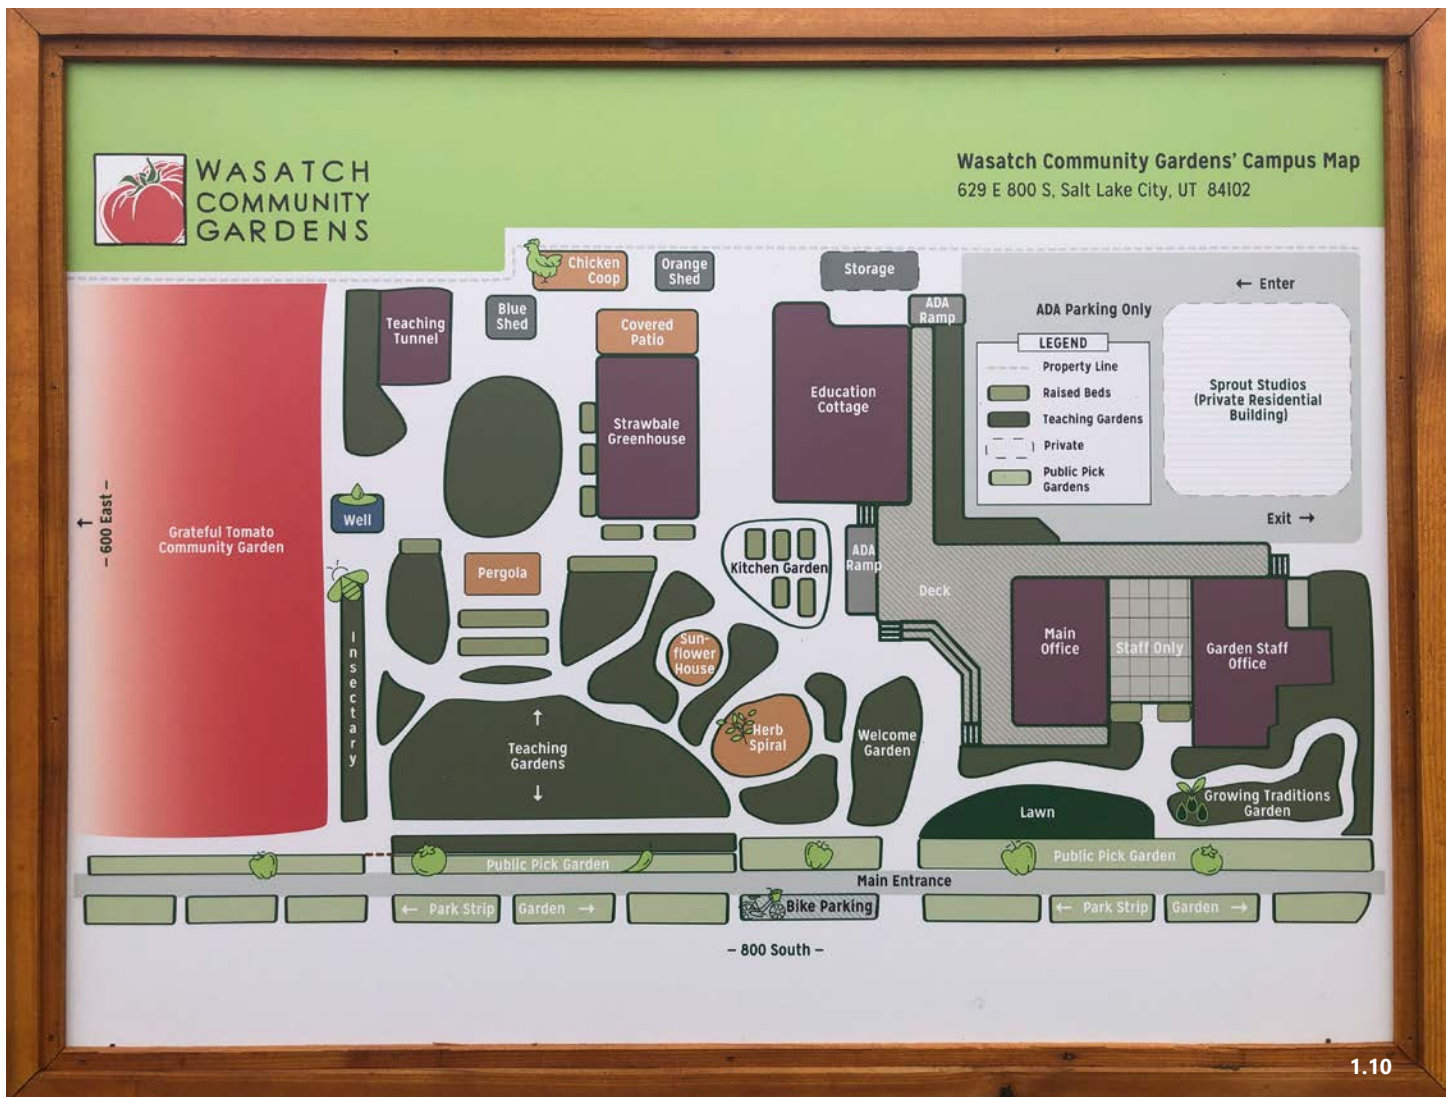 WASATCH
COMMUNITY
GARDENS
Wasatch Community Gardens' Campus Map
629 E 800 S, Salt Lake City, UT 84102
Chicken
Coop
Orange
Shed
Storage
← Enter
Blue
Shed
ADA
Ramp
ADA Parking Only
Teaching
Tunnel
Covered
Patio
LEGEND
Property Line
Raised Beds
Teaching Gardens
Private
Public Pick
Gardens
Sprout Studios
(Private Residential
Building)
Education
Cottage
Strawbale
Greenhouse
Exit →
← – 600 East –
Grateful Tomato
Community Garden
Well
Pergola
Kitchen Garden
ADA
Ramp
Deck
Insectary
Sun-
flower
House
Main
Office
Staff Only
Garden Staff
Office
Herb
Spiral
Welcome
Garden
↑
Teaching
Gardens
↓
Lawn
Growing Traditions
Garden
Public Pick Garden
Public Pick Garden
Main Entrance
← Park Strip
Garden →
Bike Parking
← Park Strip
Garden →
– 800 South –
1.10